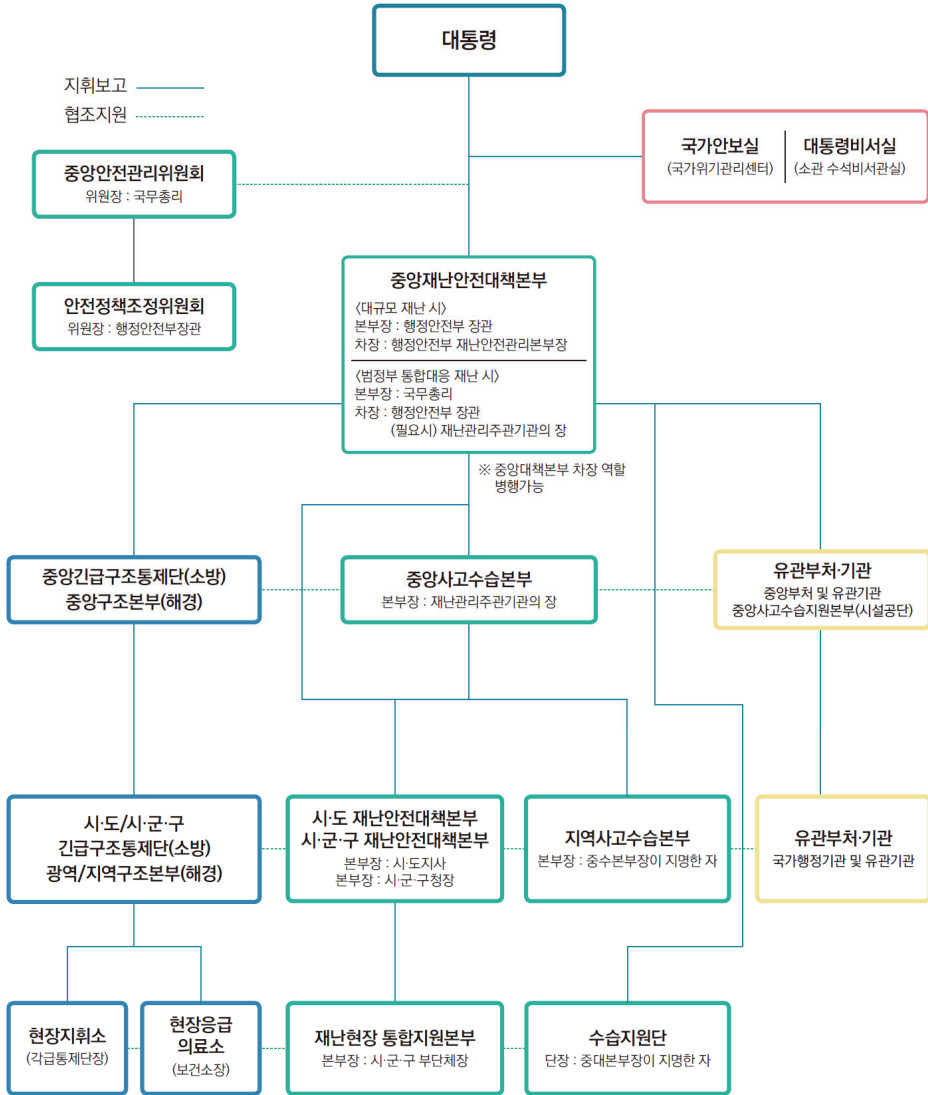 대통령
지휘보고
협조지원
국가안보실
(국가위기관리센터)
대통령비서실
(소관 수석비서관실)
중앙안전관리위원회
위원장 : 국무총리
안전정책조정위원회
위원장 : 행정안전부장관
중앙재난안전대책본부
〈대규모 재난 시〉
본부장 : 행정안전부 장관
차장 : 행정안전부 재난안전관리본부장
〈범정부 통합대응 재난 시〉
본부장 : 국무총리
차장 : 행정안전부 장관
(필요시) 재난관리주관기관의 장
※ 중앙대책본부 차장 역할
병행가능
중앙긴급구조통제단(소방)
중앙구조본부(해경)
중앙사고수습본부
본부장 : 재난관리주관기관의 장
유관부처·기관
중앙부처 및 유관기관
중앙사고수습지원본부(시설공단)
시·도/시·군·구
긴급구조통제단(소방)
광역/지역구조본부(해경)
시·도 재난안전대책본부
시·군·구 재난안전대책본부
본부장 : 시·도지사
본부장 : 시·군·구청장
지역사고수습본부
본부장 : 중수본부장이 지명한 자
유관부처·기관
국가행정기관 및 유관기관
현장지휘소
(각급통제단장)
현장응급
의료소
(보건소장)
재난현장 통합지원본부
본부장 : 시·군·구 부단체장
수습지원단
단장 : 중대본부장이 지명한 자